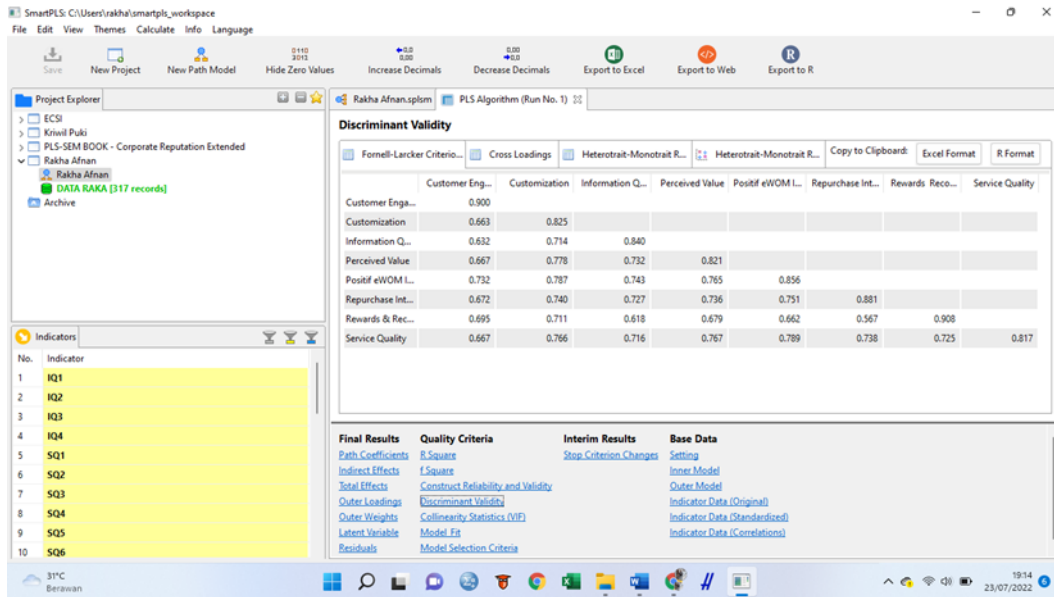 SmartPLS: C:\Users\rakha\smartpls_workspace
File Edit View Themes Calculate Info Language
Save New Project New Path Model Hide Zero Values Increase Decimals Decrease Decimals Export to Excel Export to Web Export to R
Project Explorer
ECSI
Kriwil Puki
PLS-SEM BOOK - Corporate Reputation Extended
Rakha Afnan
Rakha Afnan
DATA RAKA [317 records]
Archive
Indicators
No. Indicator
1 IQ1
2 IQ2
3 IQ3
4 IQ4
5 SQ1
6 SQ2
7 SQ3
8 SQ4
9 SQ5
10 SQ6
Rakha Afnan.splsm PLS Algorithm (Run No. 1)
Discriminant Validity
Fornell-Larcker Criterio... Cross Loadings Heterotrait-Monotrait R... Heterotrait-Monotrait R... Copy to Clipboard: Excel Format R Format
Customer Eng... Customization Information Q... Perceived Value Positif eWOM I... Repurchase Int... Rewards Reco... Service Quality
Customer Enga... 0.900
Customization 0.663 0.825
Information Q... 0.632 0.714 0.840
Perceived Value 0.667 0.778 0.732 0.821
Positif eWOM I... 0.732 0.787 0.743 0.765 0.856
Repurchase Int... 0.672 0.740 0.727 0.736 0.751 0.881
Rewards & Rec... 0.695 0.711 0.618 0.679 0.662 0.567 0.908
Service Quality 0.667 0.766 0.716 0.767 0.789 0.738 0.725 0.817
Final Results Quality Criteria Interim Results Base Data
Path Coefficients R Square Stop Criterion Changes Setting
Indirect Effects f Square Inner Model
Total Effects Construct Reliability and Validity Outer Model
Outer Loadings Discriminant Validity Indicator Data (Original)
Outer Weights Collinearity Statistics (VIF) Indicator Data (Standardized)
Latent Variable Model Fit Indicator Data (Correlations)
Residuals Model Selection Criteria
31°C
Berawan
19:14
23/07/2022
6